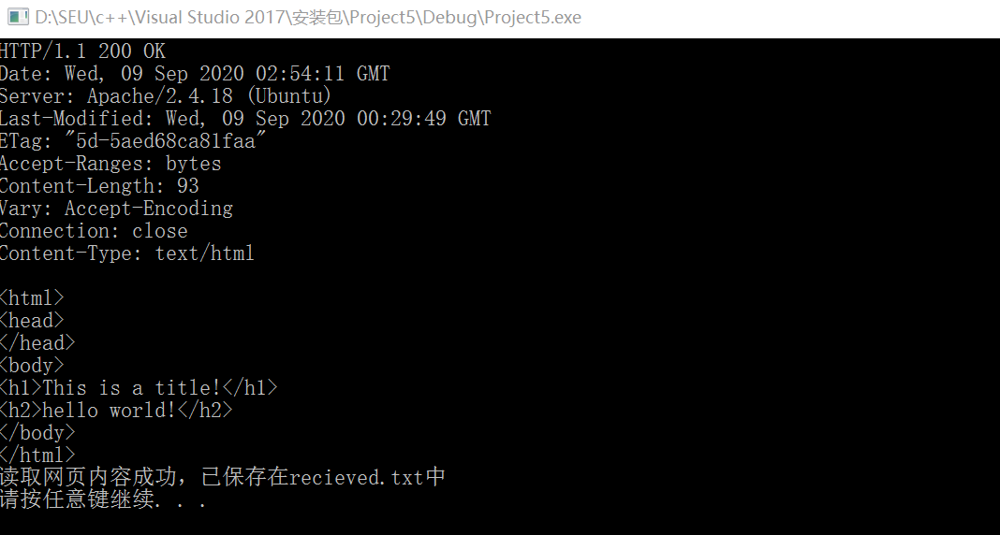 D:\SEU\c++\Visual Studio 2017\安装包\Project5\Debug\Project5.exe
HTTP/1.1 200 OK
Date: Wed, 09 Sep 2020 02:54:11 GMT
Server: Apache/2.4.18 (Ubuntu)
Last-Modified: Wed, 09 Sep 2020 00:29:49 GMT
ETag: "5d-5aed68ca81faa"
Accept-Ranges: bytes
Content-Length: 93
Vary: Accept-Encoding
Connection: close
Content-Type: text/html

<html>
<head>
</head>
<body>
<h1>This is a title!</h1>
<h2>hello world!</h2>
</body>
</html>
读取网页内容成功，已保存在recieved.txt中
请按任意键继续. . .